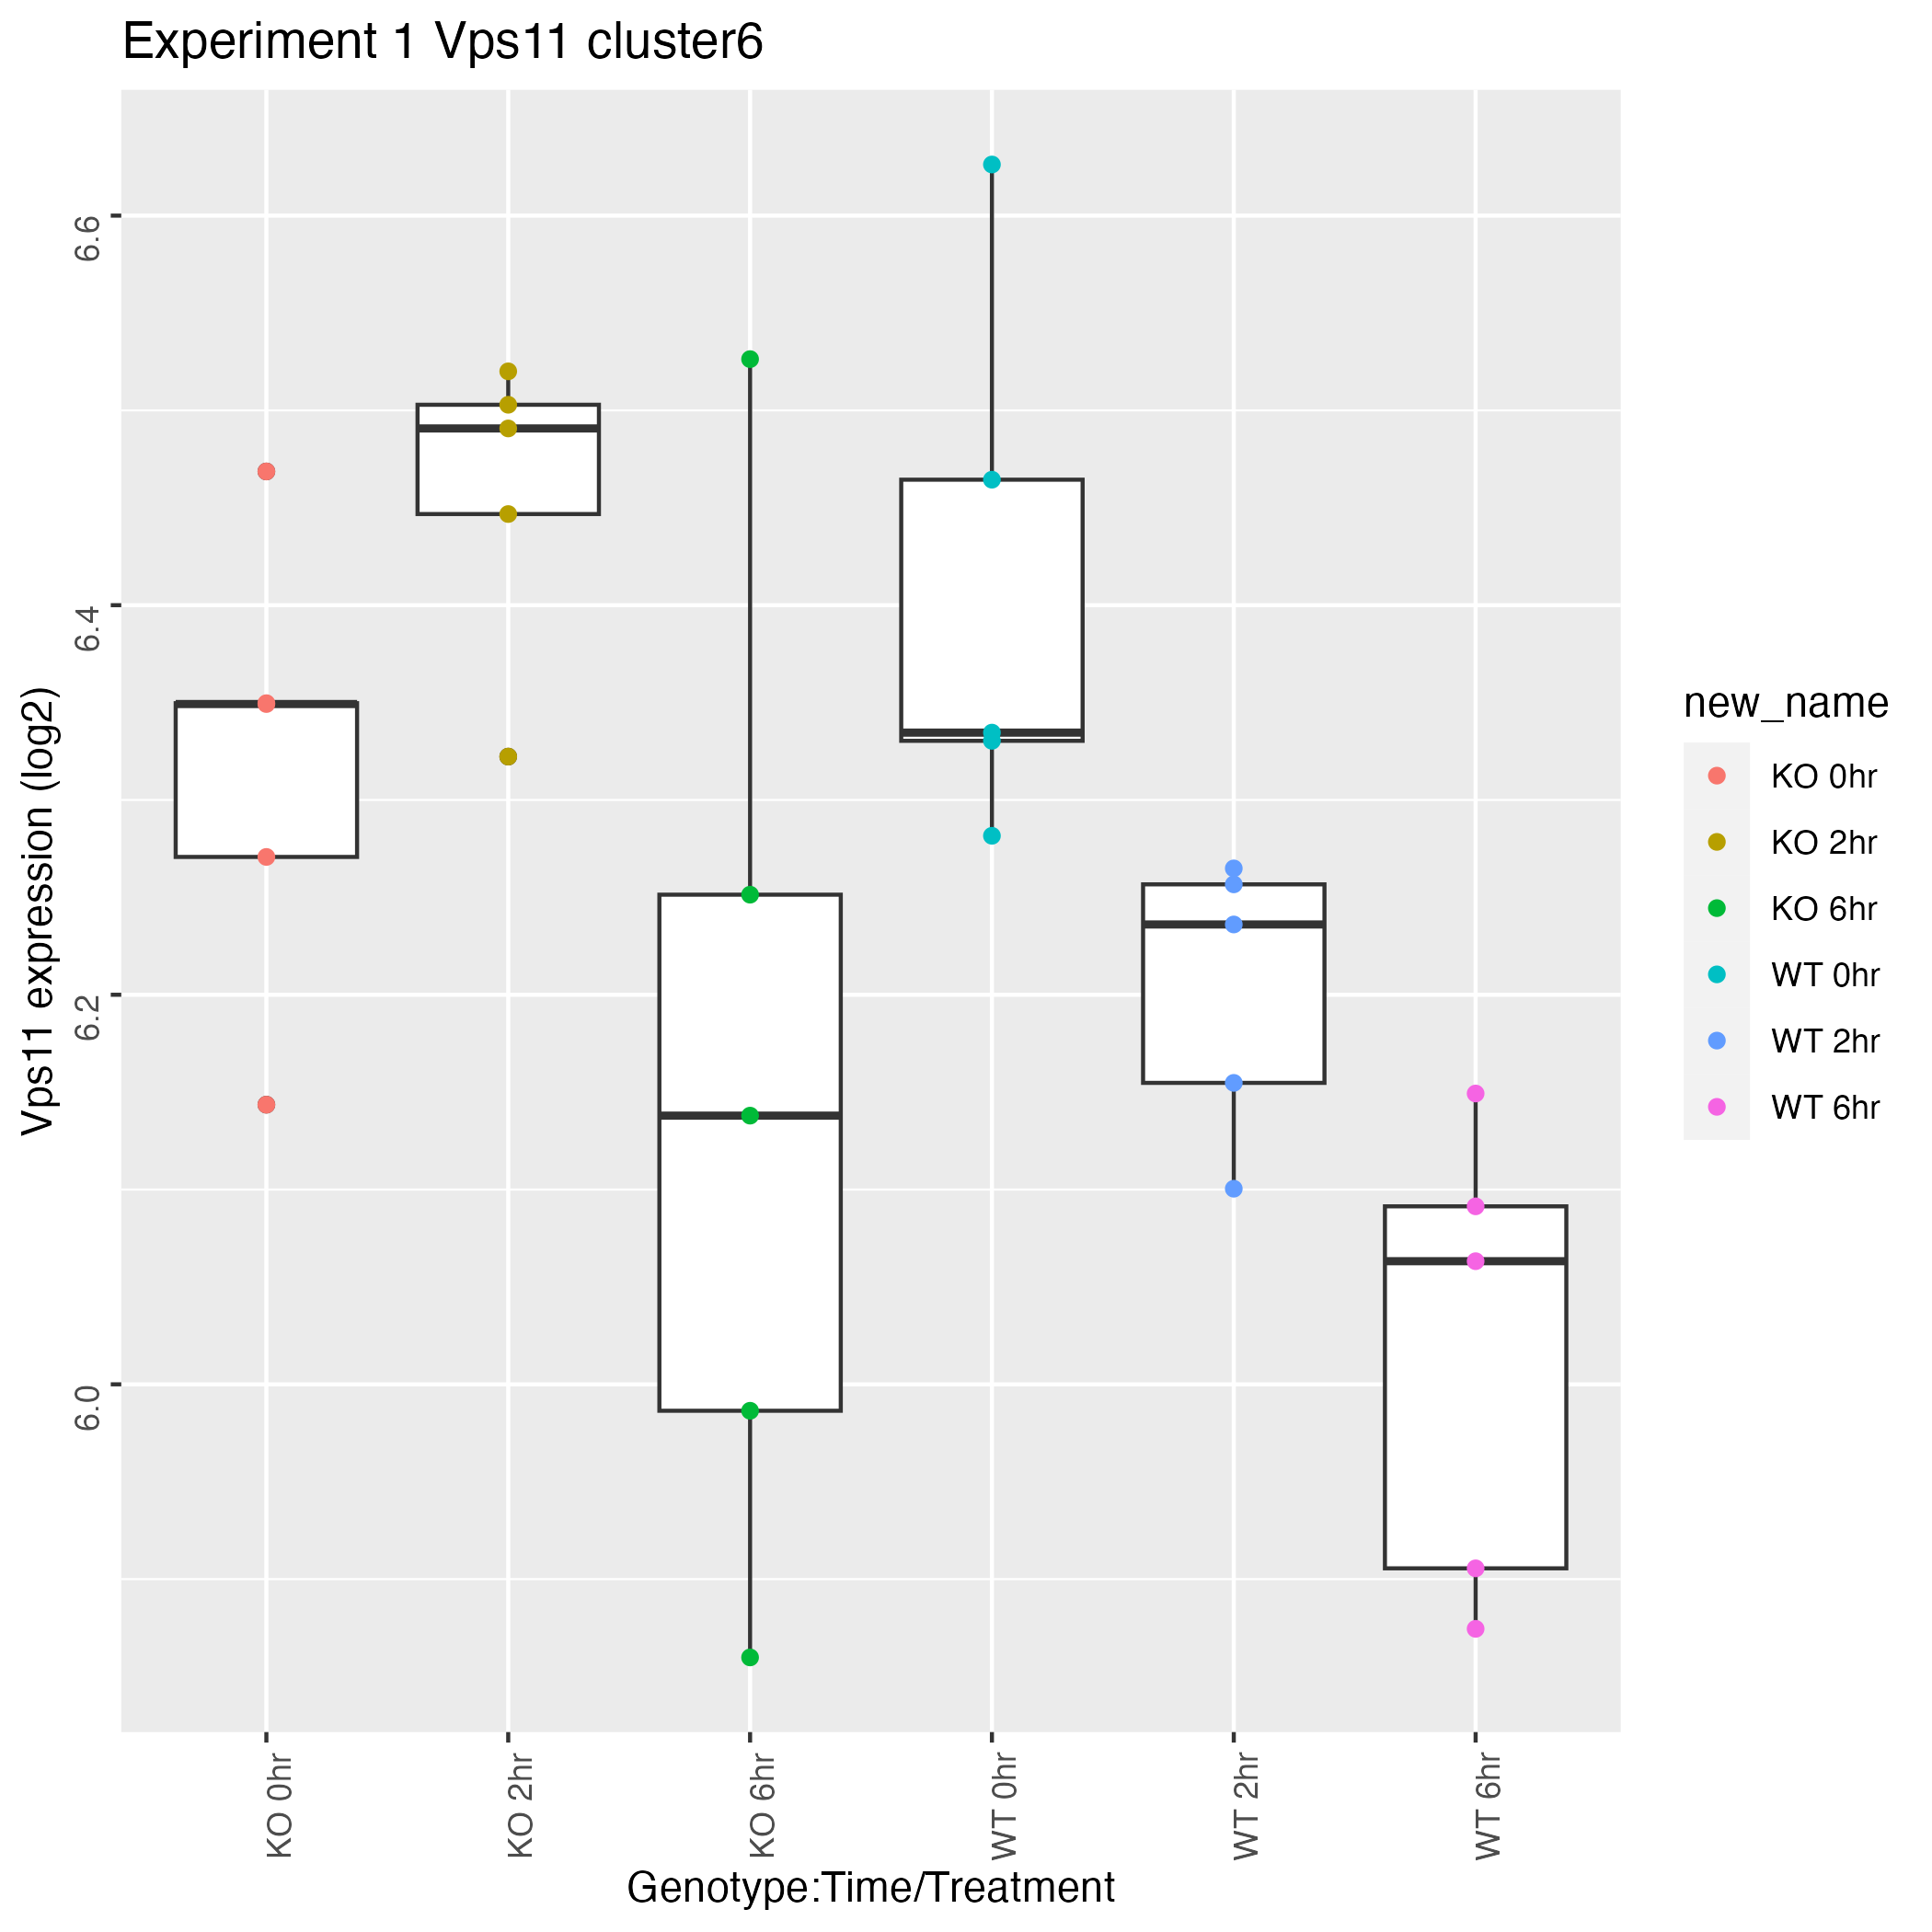 Experiment 1 Vps11 cluster6
Vps11 expression (log2)
6.6
6.4
6.2
6.0
KO 0hr
KO 2hr
KO 6hr
WT 0hr
WT 2hr
WT 6hr
Genotype:Time/Treatment
new_name
KO 0hr
KO 2hr
KO 6hr
WT 0hr
WT 2hr
WT 6hr